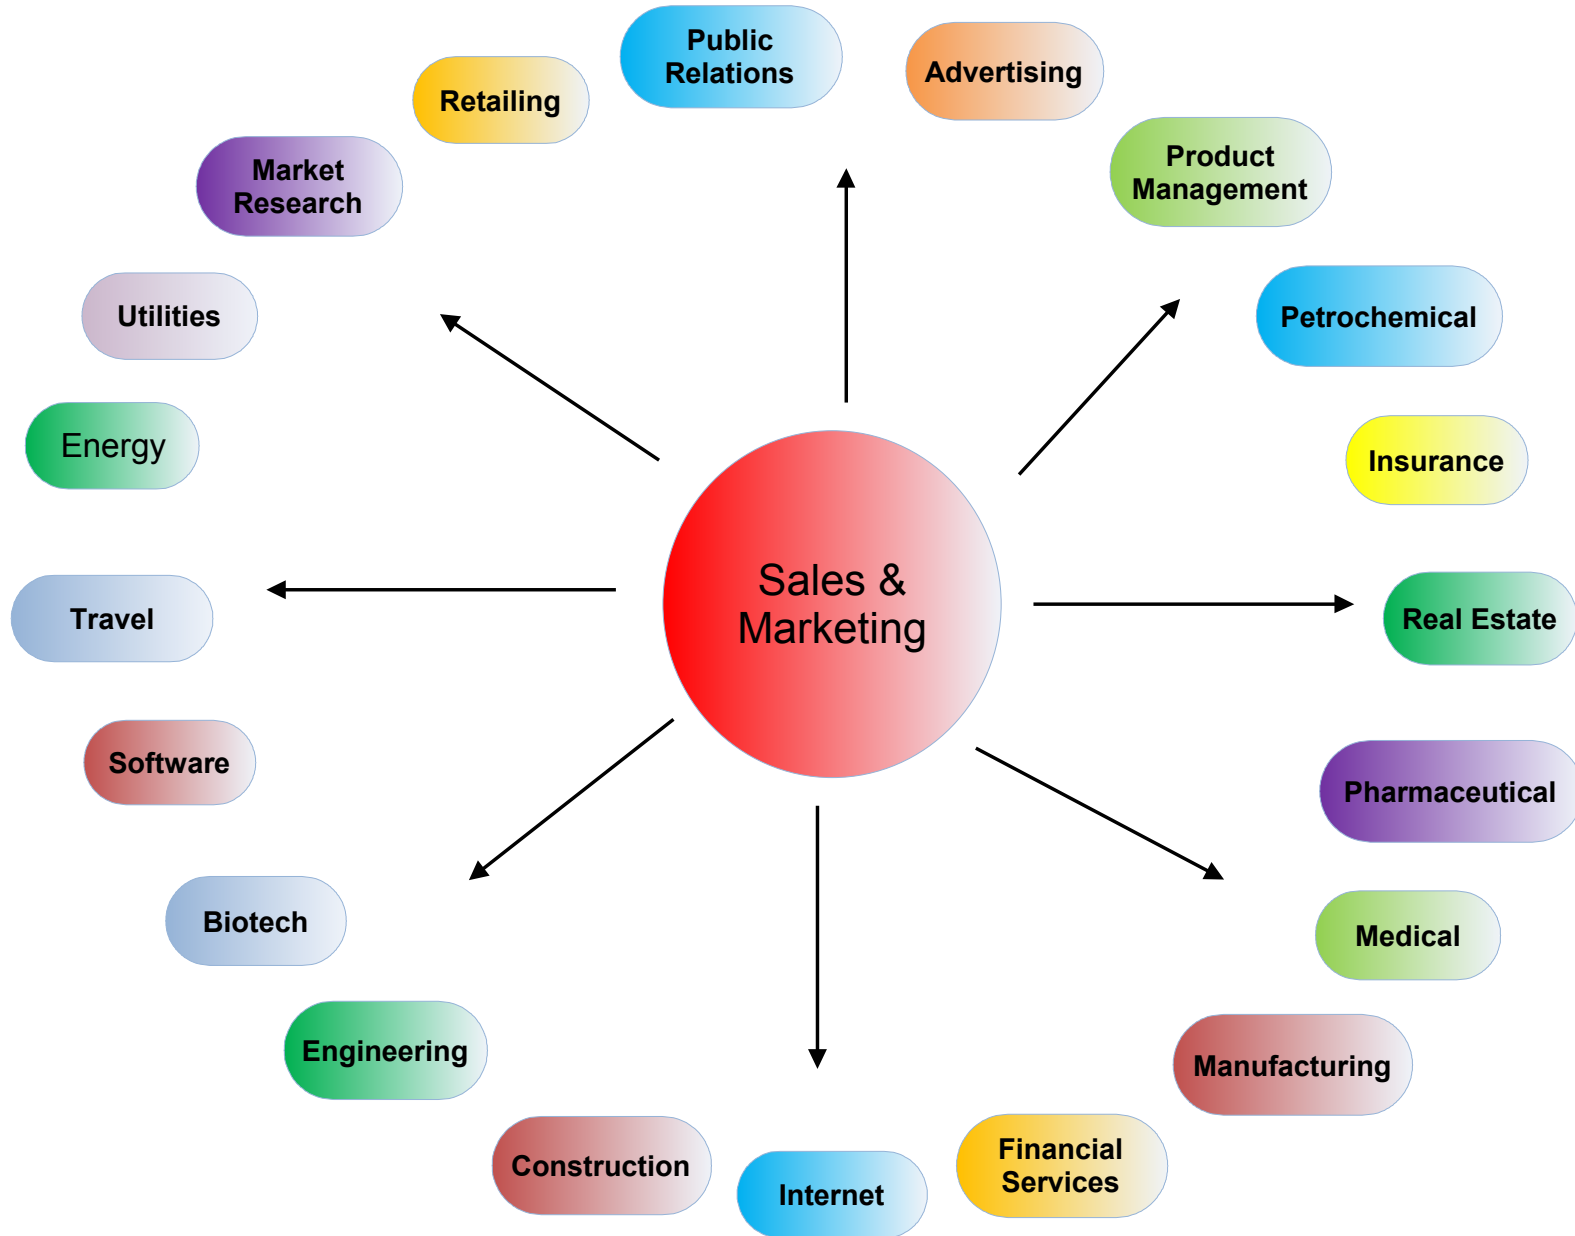 Public
Relations
Advertising
Retailing
Product
Management
Market
Research
Utilities
Petrochemical
Energy
Insurance
Sales &
Marketing
Travel
Real Estate
Software
Pharmaceutical
Biotech
Medical
Engineering
Manufacturing
Construction
Internet
Financial
Services